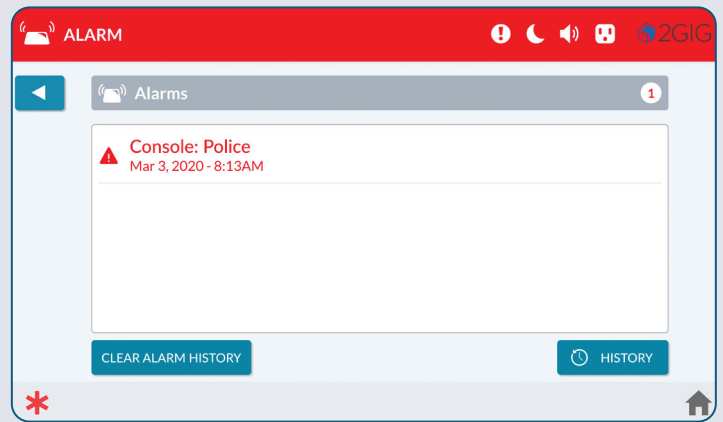 ALARM
2GIG
Alarms
1
Console: Police
Mar 3, 2020 - 8:13AM
CLEAR ALARM HISTORY
HISTORY